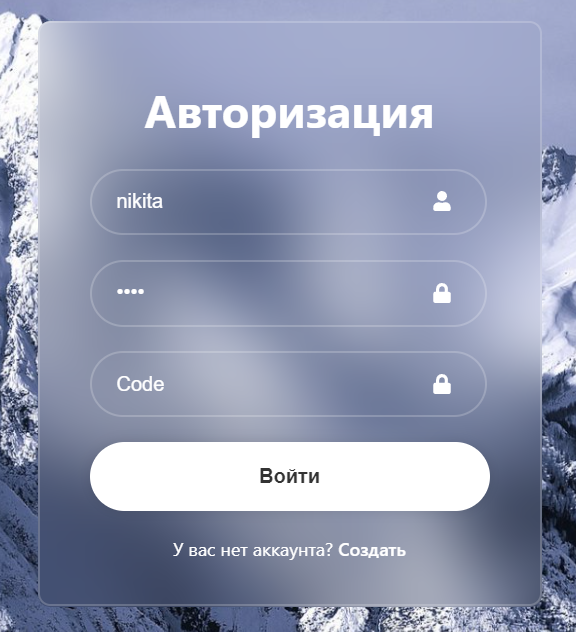 Авторизация
nikita
••••
Code
Войти
У вас нет аккаунта? Создать